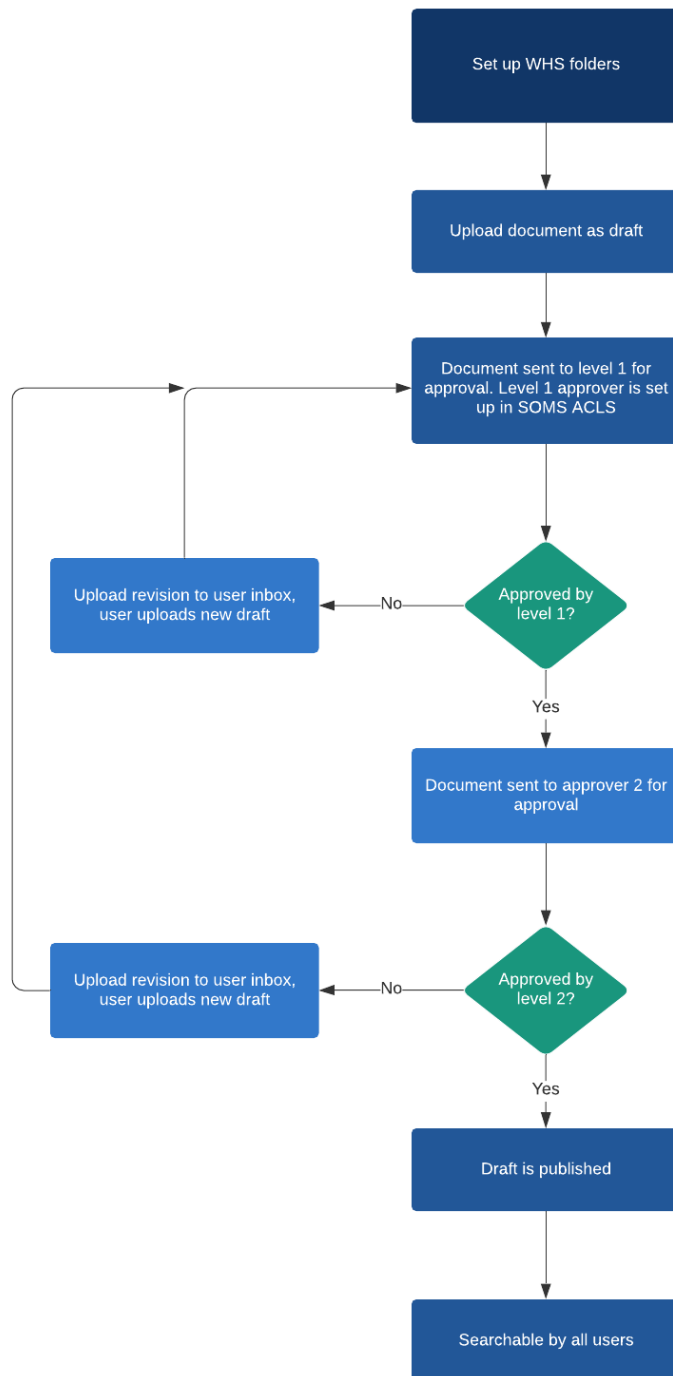 Set up WHS folders
Upload document as draft
Document sent to level 1 for
approval. Level 1 approver is set
up in SOMS ACLS
Approved by
level 1?
No
Upload revision to user inbox,
user uploads new draft
Yes
Document sent to approver 2 for
approval
Approved by
level 2?
No
Upload revision to user inbox,
user uploads new draft
Yes
Draft is published
Searchable by all users